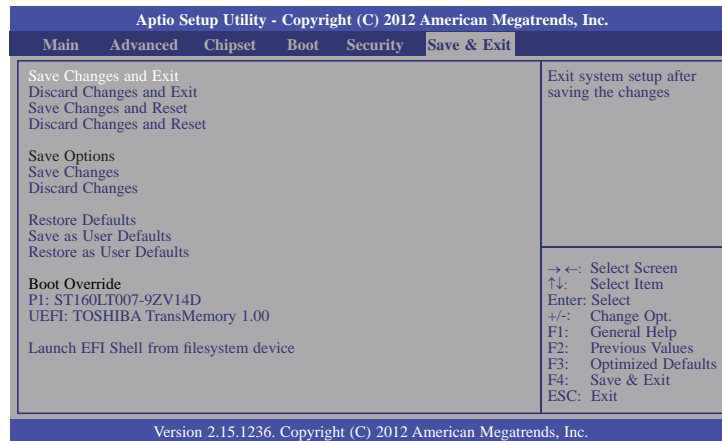 Aptio Setup Utility - Copyright (C) 2012 American Megatrends, Inc.
Main Advanced Chipset Boot Security Save & Exit
Save Changes and Exit
Discard Changes and Exit
Save Changes and Reset
Discard Changes and Reset
Save Options
Save Changes
Discard Changes
Restore Defaults
Save as User Defaults
Restore as User Defaults
Boot Override
P1: ST160LT007-9ZV14D
UEFI: TOSHIBA TransMemory 1.00
Launch EFI Shell from filesystem device
Exit system setup after
saving the changes
→ ←: Select Screen
↑↓: Select Item
Enter: Select
+/-: Change Opt.
F1: General Help
F2: Previous Values
F3: Optimized Defaults
F4: Save & Exit
ESC: Exit
Version 2.15.1236. Copyright (C) 2012 American Megatrends, Inc.